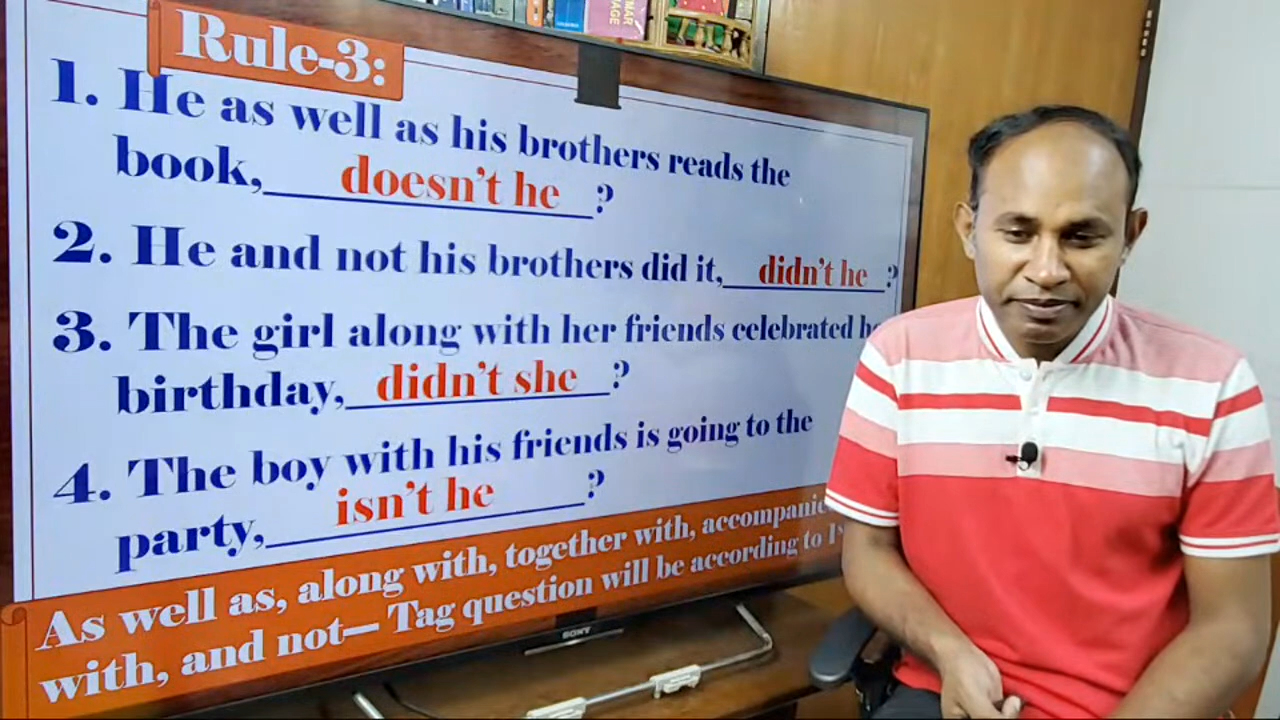 MAR
AGE
Rule-3:
1. He as well as his brothers reads the
book, doesn't he ?
2. He and not his brothers did it, didn't he ?
3. The girl along with her friends celebrated
birthday, didn't she ?
4. The boy with his friends is going to the
party, isn't he ?
As well as, along with, together with,
with, and not— Tag question will be according to
SONY